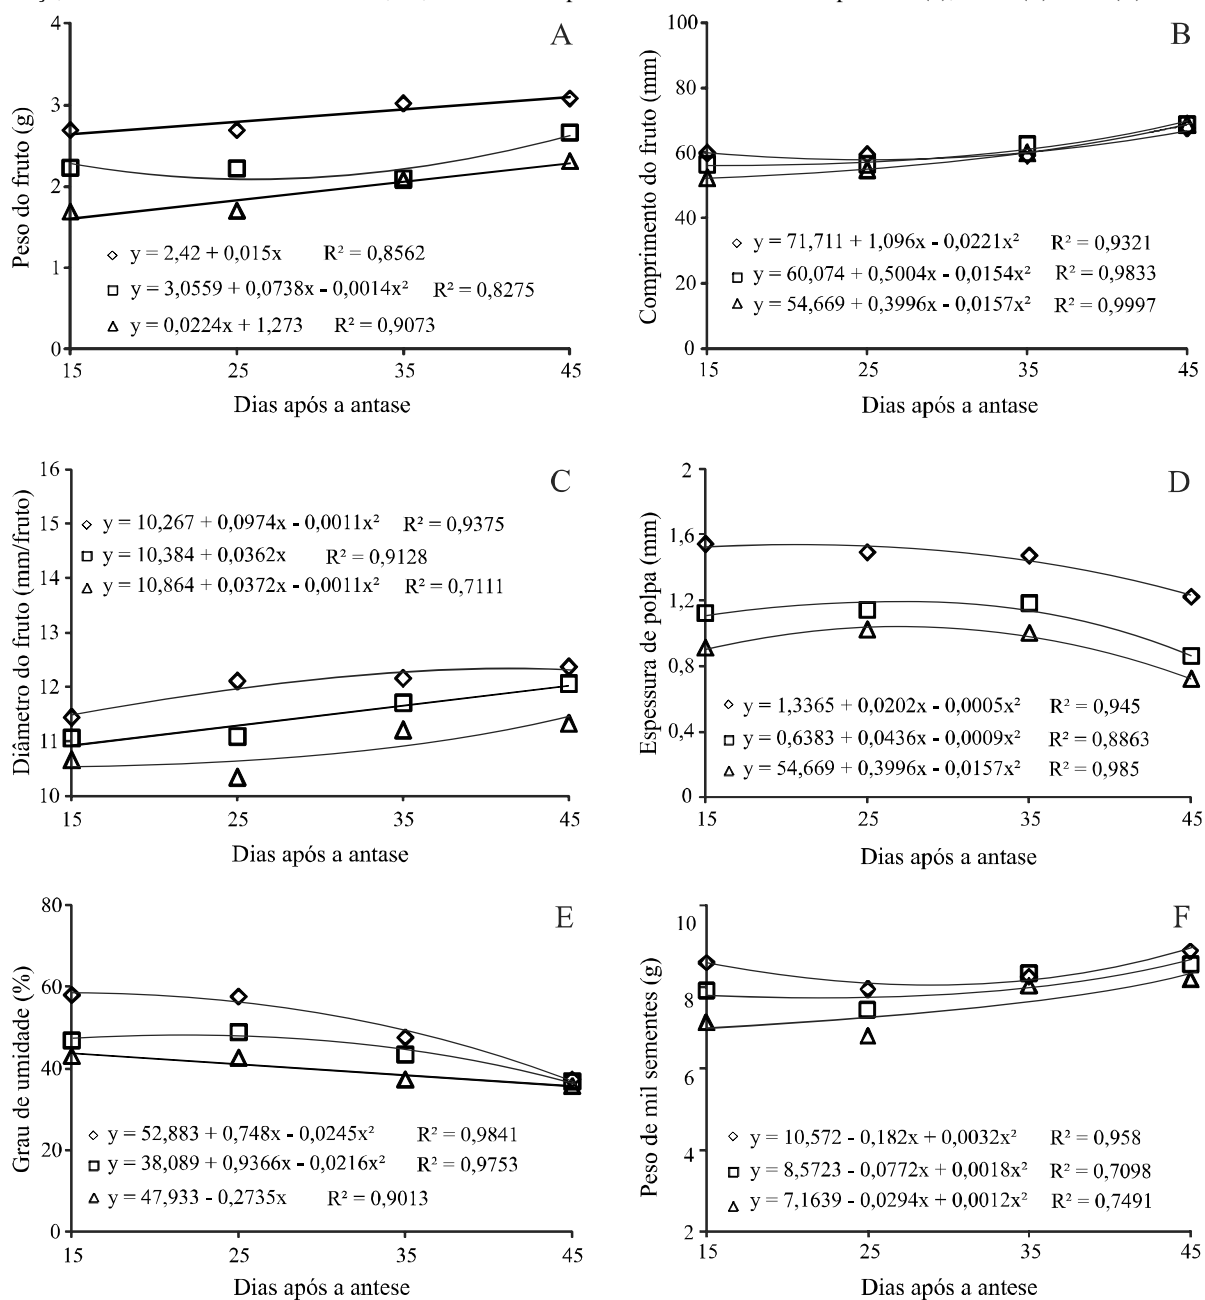 A
Peso do fruto (g)
4
3
2
1
0
y = 2,42 + 0,015x R² = 0,8562
y = 3,0559 + 0,0738x - 0,0014x² R² = 0,8275
y = 0,0224x + 1,273 R² = 0,9073
15 25 35 45
Dias após a antase
B
Comprimento do fruto (mm)
100
80
60
40
20
0
y = 71,711 + 1,096x - 0,0221x² R² = 0,9321
y = 60,074 + 0,5004x - 0,0154x² R² = 0,9833
y = 54,669 + 0,3996x - 0,0157x² R² = 0,9997
15 25 35 45
Dias após a antase
C
Diâmetro do fruto (mm/fruto)
16
15
14
13
12
11
10
y = 10,267 + 0,0974x - 0,0011x² R² = 0,9375
y = 10,384 + 0,0362x R² = 0,9128
y = 10,864 + 0,0372x - 0,0011x² R² = 0,7111
15 25 35 45
Dias após a antase
D
Espessura de polpa (mm)
2
1,6
1,2
0,8
0,4
0
y = 1,3365 + 0,0202x - 0,0005x² R² = 0,945
y = 0,6383 + 0,0436x - 0,0009x² R² = 0,8863
y = 54,669 + 0,3996x - 0,0157x² R² = 0,985
15 25 35 45
Dias após a antase
E
Grau de umidade (%)
80
60
40
20
0
y = 52,883 + 0,748x - 0,0245x² R² = 0,9841
y = 38,089 + 0,9366x - 0,0216x² R² = 0,9753
y = 47,933 - 0,2735x R² = 0,9013
15 25 35 45
Dias após a antese
F
Peso de mil sementes (g)
10
8
6
4
2
y = 10,572 - 0,182x + 0,0032x² R² = 0,958
y = 8,5723 - 0,0772x + 0,0018x² R² = 0,7098
y = 7,1639 - 0,0294x + 0,0012x² R² = 0,7491
15 25 35 45
Dias após a antese